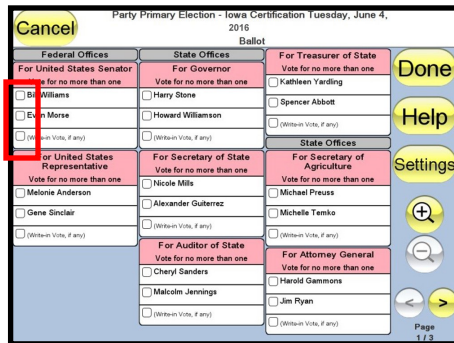 Cancel
Party Primary Election - Iowa Certification Tuesday, June 4,
2016
Ballot
Federal Offices
For United States Senator
Vote for no more than one
Bill Williams
Evan Morse
(Write-in Vote, if any)
For United States
Representative
Vote for no more than one
Melonie Anderson
Gene Sinclair
(Write-in Vote, if any)
State Offices
For Governor
Vote for no more than one
Harry Stone
Howard Williamson
(Write-in Vote, if any)
For Secretary of State
Vote for no more than one
Nicole Mills
Alexander Guiterrez
(Write-in Vote, if any)
For Auditor of State
Vote for no more than one
Cheryl Sanders
Malcolm Jennings
(Write-in Vote, if any)
For Treasurer of State
Vote for no more than one
Kathleen Yardling
Spencer Abbott
(Write-in Vote, if any)
State Offices
For Secretary of
Agriculture
Vote for no more than one
Michael Preuss
Michelle Temko
(Write-in Vote, if any)
For Attorney General
Vote for no more than one
Harold Gammons
Jim Ryan
(Write-in Vote, if any)
Done
Help
Settings
< >
Page
1 / 3